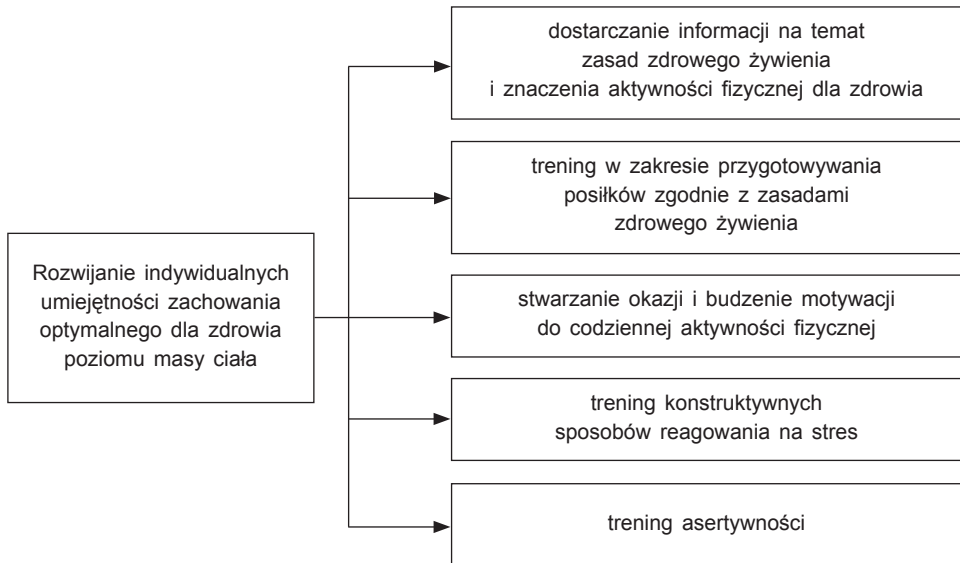 dostarczanie informacji na temat
zasad zdrowego żywienia
i znaczenia aktywności fizycznej dla zdrowia
trening w zakresie przygotowywania
posiłków zgodnie z zasadami
zdrowego żywienia
Rozwijanie indywidualnych
umiejętności zachowania
optymalnego dla zdrowia
poziomu masy ciała
stwarzanie okazji i budzenie motywacji
do codziennej aktywności fizycznej
trening konstruktywnych
sposobów reagowania na stres
trening asertywności